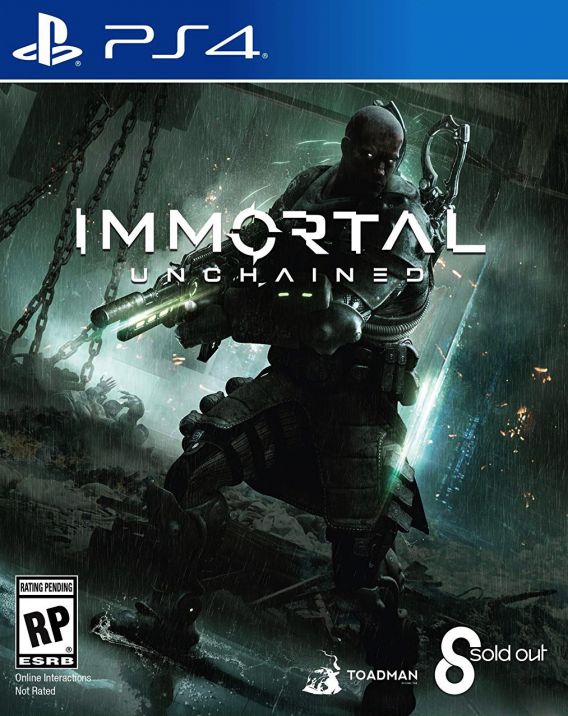 PS4
IMMORTAL
UNCHAINED
RATING PENDING
RP
ESRB
Online Interactions
Not Rated
TOADMAN
sold out